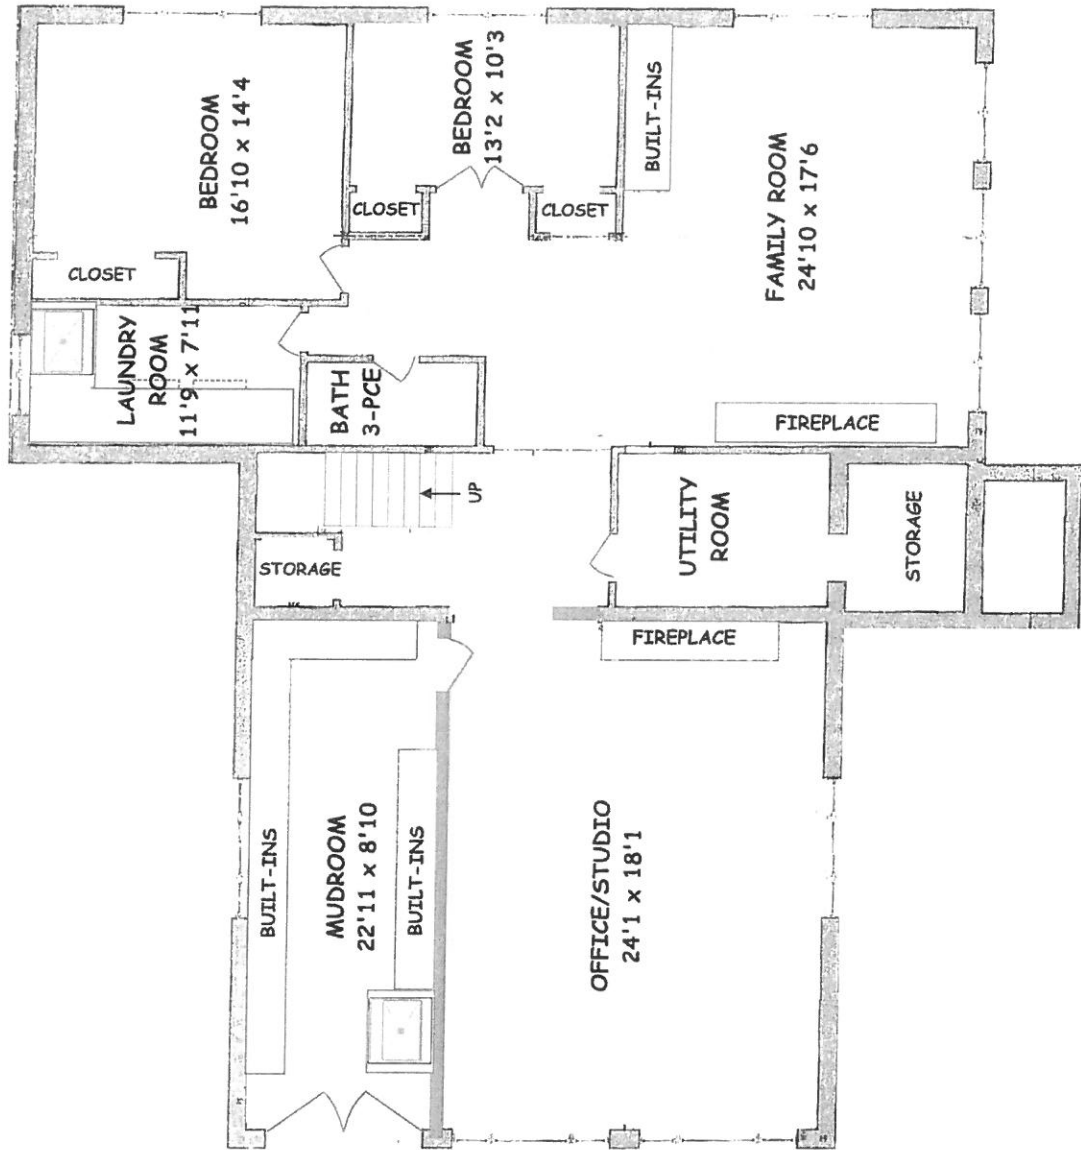 BEDROOM
16'10 x 14'4
BEDROOM
13'2 x 10'3
BUILT-INS
CLOSET
CLOSET
CLOSET
FAMILY ROOM
24'10 x 17'6
LAUNDRY
ROOM
11'9 x 7'11
BATH
3-PCE
FIREPLACE
UP
STORAGE
UTILITY
ROOM
STORAGE
FIREPLACE
BUILT-INS
MUDROOM
22'11 x 8'10
BUILT-INS
OFFICE/STUDIO
24'1 x 18'1